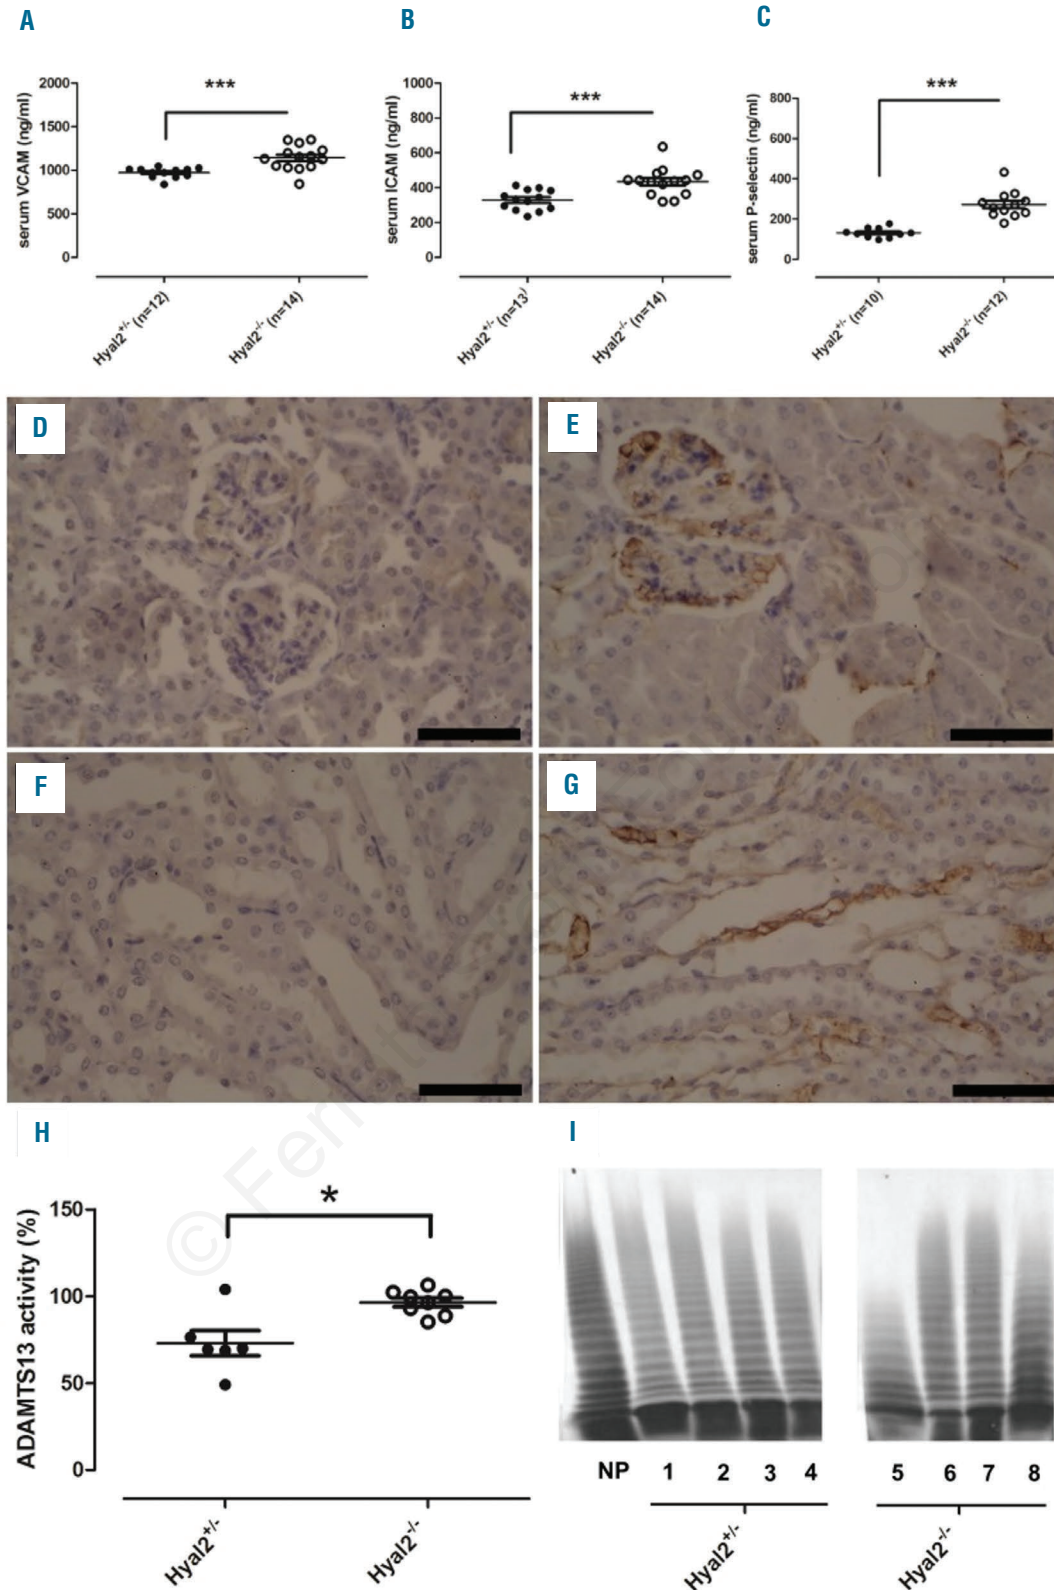 A
B
C
***
***
***
serum VCAM (ng/ml)
2000
1500
1000
500
0
Hyal2+/- (n=12)
Hyal2-/- (n=14)
serum ICAM (ng/ml)
1000
800
600
400
200
0
Hyal2+/- (n=13)
Hyal2-/- (n=14)
serum P-selectin (ng/ml)
800
600
400
200
0
Hyal2+/- (n=10)
Hyal2-/- (n=12)
D
E
F
G
H
I
*
ADAMTS13 activity (%)
150
100
50
0
Hyal2+/-
Hyal2-/-
NP 1 2 3 4
5 6 7 8
Hyal2+/-
Hyal2-/-